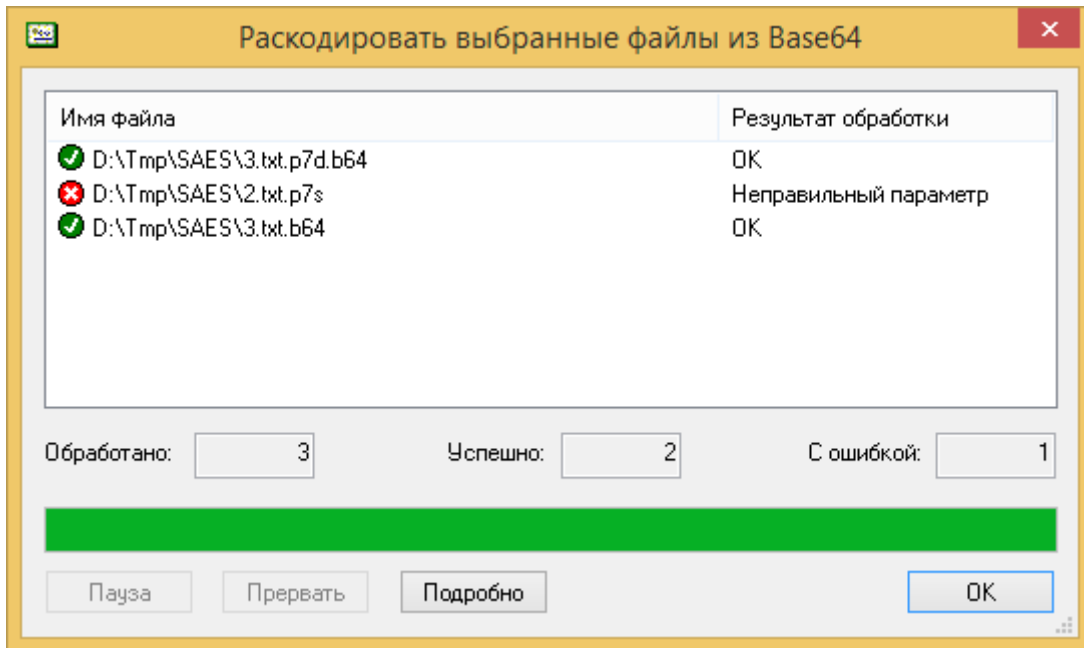 Раскодировать выбранные файлы из Base64
Имя файла Результат обработки
D:\Tmp\SAES\3.txt.p7d.b64 OK
D:\Tmp\SAES\2.txt.p7s Неправильный параметр
D:\Tmp\SAES\3.txt.b64 OK
Обработано: 3 Успешно: 2 С ошибкой: 1
Пауза Прервать Подробно OK